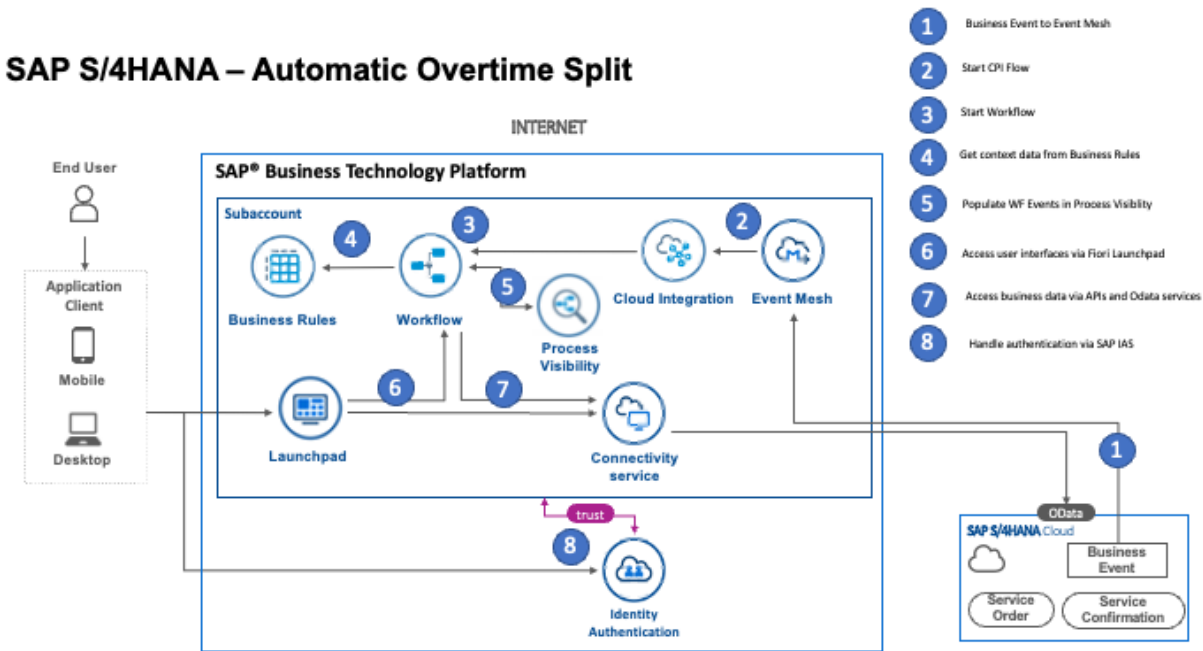 SAP S/4HANA – Automatic Overtime Split
1 Business Event to Event Mesh
2 Start CPI Flow
3 Start Workflow
4 Get context data from Business Rules
5 Populate WF Events in Process Visiblity
6 Access user interfaces via Fiori Launchpad
7 Access business data via APIs and Odata services
8 Handle authentication via SAP IAS
INTERNET
End User
Application
Client
Mobile
Desktop
SAP® Business Technology Platform
Subaccount
4
3
2
Business Rules
Workflow
5
Cloud Integration
Event Mesh
Process
Visibility
6
7
Launchpad
Connectivity
service
1
trust
8
Identity
Authentication
OData
SAP S/4HANA Cloud
Business
Event
Service
Order
Service
Confirmation